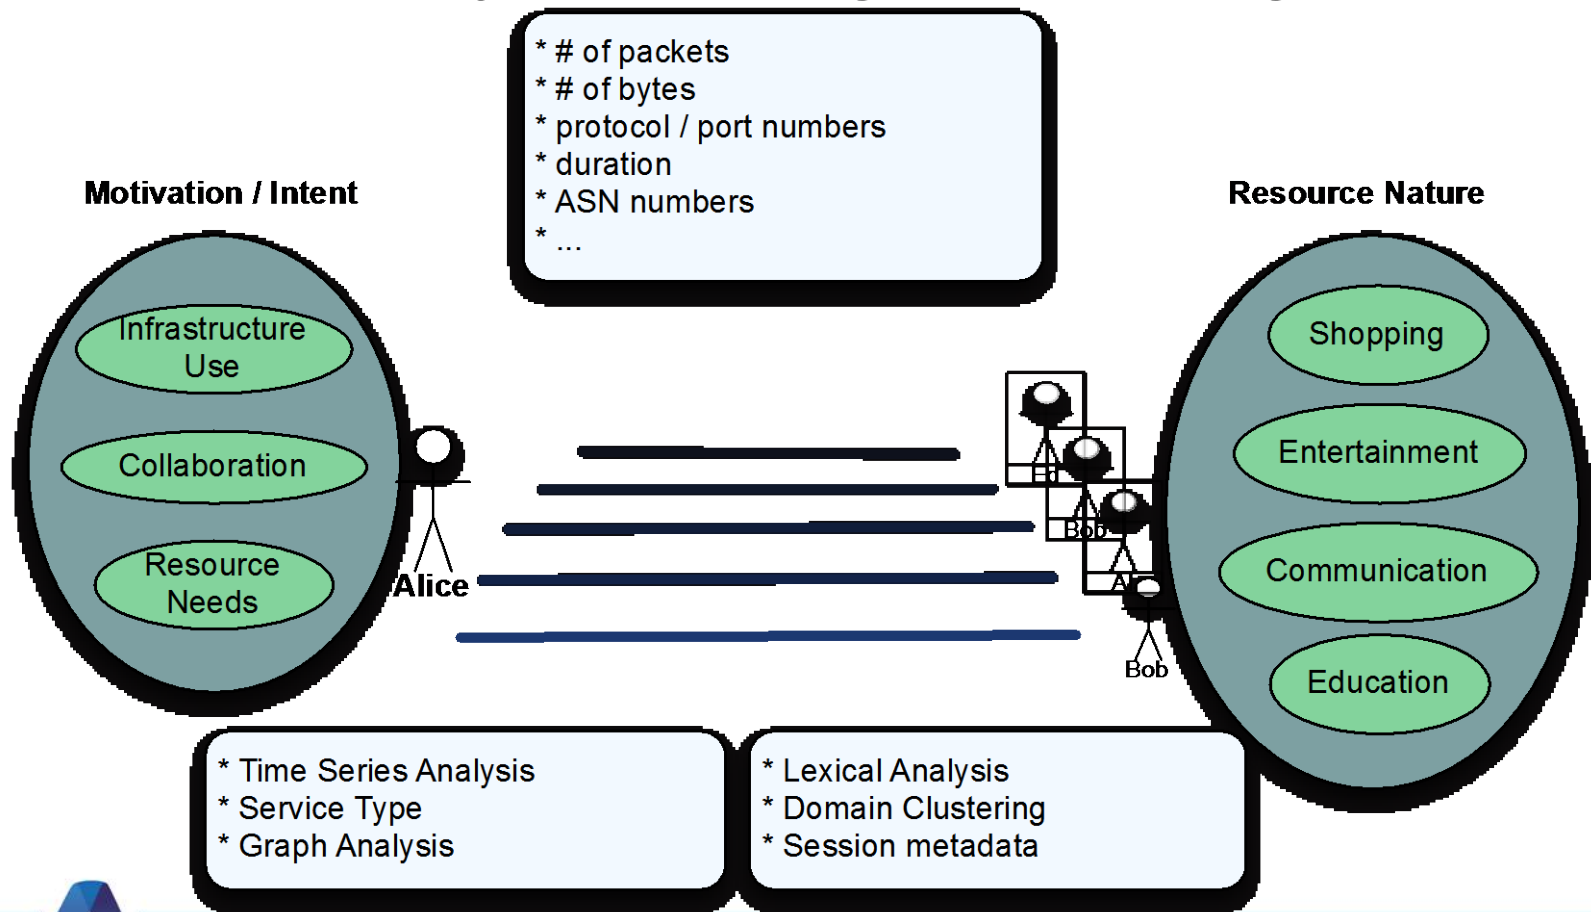 * # of packets
* # of bytes
* protocol / port numbers
* duration
* ASN numbers
* ...
Motivation / Intent
Infrastructure
Use
Collaboration
Resource
Needs
Alice
Resource Nature
Shopping
Entertainment
Communication
Education
Bob
Bob
* Time Series Analysis
* Service Type
* Graph Analysis
* Lexical Analysis
* Domain Clustering
* Session metadata